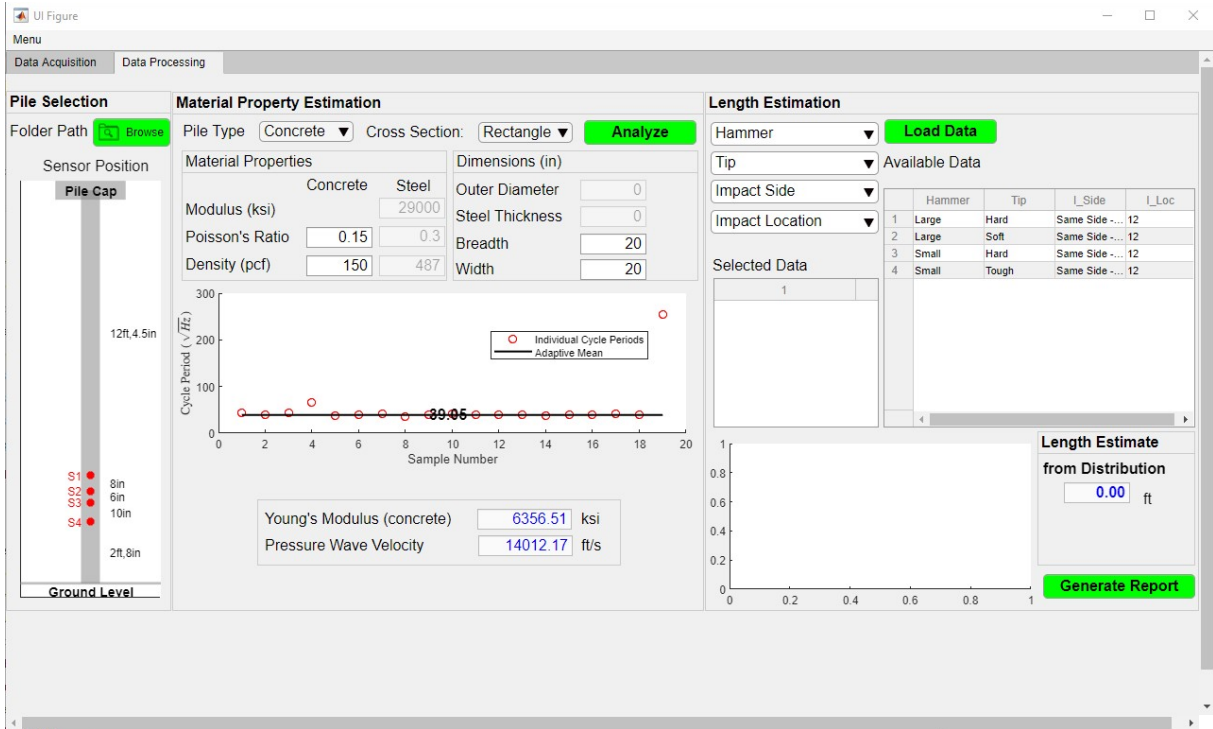 UI Figure
Menu
Data Acquisition Data Processing
Pile Selection
Folder Path Browse
Sensor Position
Pile Cap
12ft,4.5in
S1
8in
S2
6in
S3
10in
S4
2ft,8in
Ground Level
Material Property Estimation
Pile Type Concrete Cross Section: Rectangle Analyze
Material Properties
Concrete Steel
Modulus (ksi) 29000
Poisson's Ratio 0.15 0.3
Density (pcf) 150 487
Dimensions (in)
Outer Diameter 0
Steel Thickness 0
Breadth 20
Width 20
300
200
100
0
Cycle Period (√Hz)
Individual Cycle Periods
Adaptive Mean
39.05
0 2 4 6 8 10 12 14 16 18 20
Sample Number
Young's Modulus (concrete) 6356.51 ksi
Pressure Wave Velocity 14012.17 ft/s
Length Estimation
Hammer Load Data
Tip
Impact Side
Impact Location
Available Data
Hammer Tip I_Side I_Loc
1 Large Hard Same Side -... 12
2 Large Soft Same Side -... 12
3 Small Hard Same Side -... 12
4 Small Tough Same Side -... 12
Selected Data
1
1
0.8
0.6
0.4
0.2
0
0 0.2 0.4 0.6 0.8 1
Length Estimate
from Distribution
0.00 ft
Generate Report